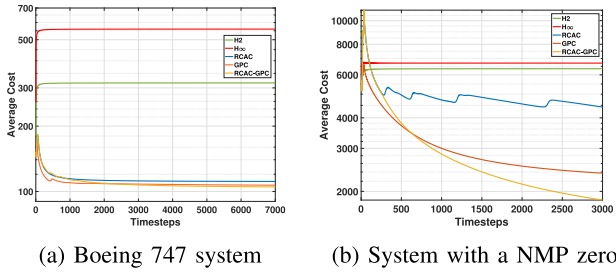 700
500
300
200
100
Average Cost
0 1000 2000 3000 4000 5000 6000 7000
Timesteps
H2
H∞
RCAC
GPC
RCAC-GPC
(a) Boeing 747 system
10000
8000
6000
4000
3000
2000
Average Cost
0 500 1000 1500 2000 2500 3000
Timesteps
H2
H∞
RCAC
GPC
RCAC-GPC
(b) System with a NMP zero